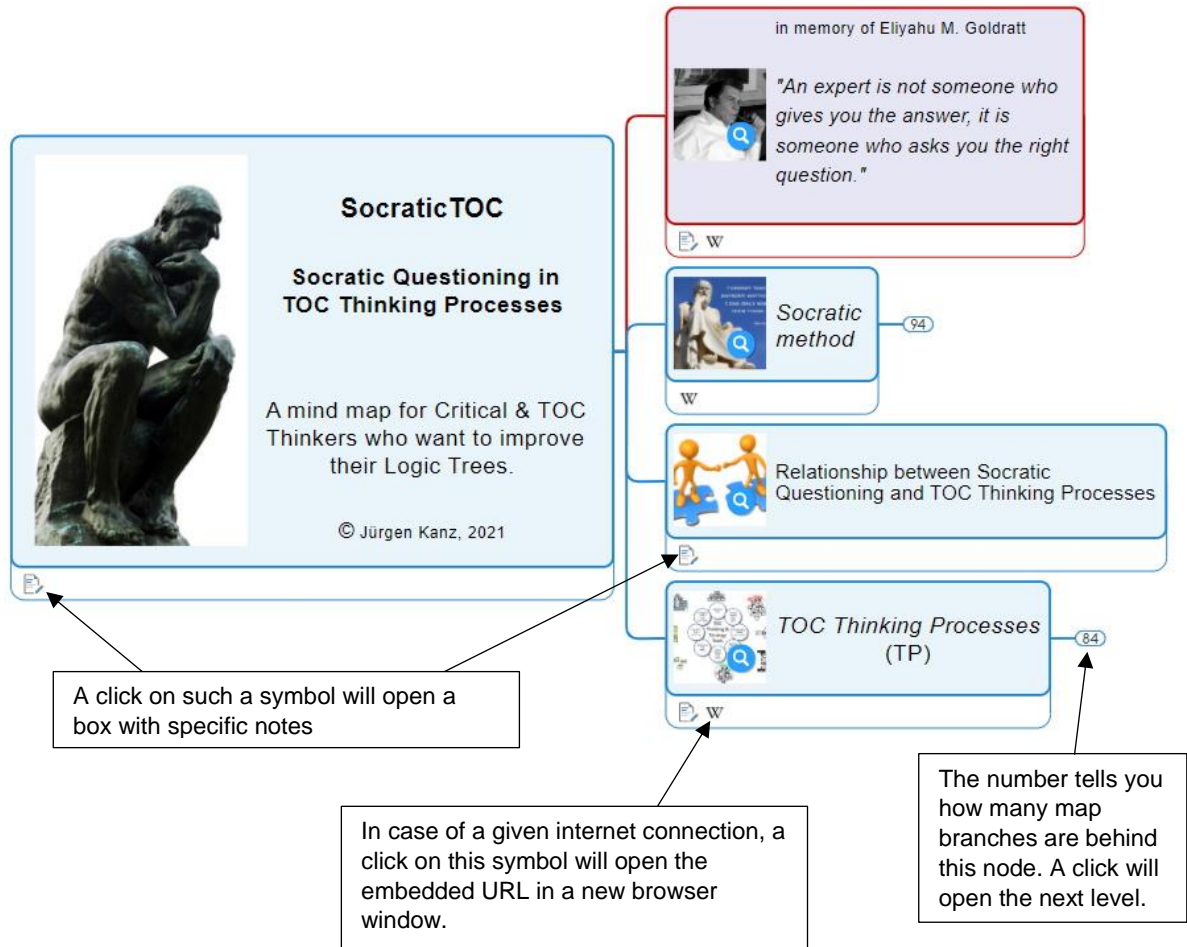 SocraticTOC
Socratic Questioning in
TOC Thinking Processes
A mind map for Critical & TOC
Thinkers who want to improve
their Logic Trees.
© Jürgen Kanz, 2021
in memory of Eliyahu M. Goldratt
"An expert is not someone who
gives you the answer, it is
someone who asks you the right
question."
W
Socratic
method
94
W
Relationship between Socratic
Questioning and TOC Thinking Processes
TOC Thinking Processes
(TP)
84
W
A click on such a symbol will open a
box with specific notes
In case of a given internet connection, a
click on this symbol will open the
embedded URL in a new browser
window.
The number tells you
how many map
branches are behind
this node. A click will
open the next level.